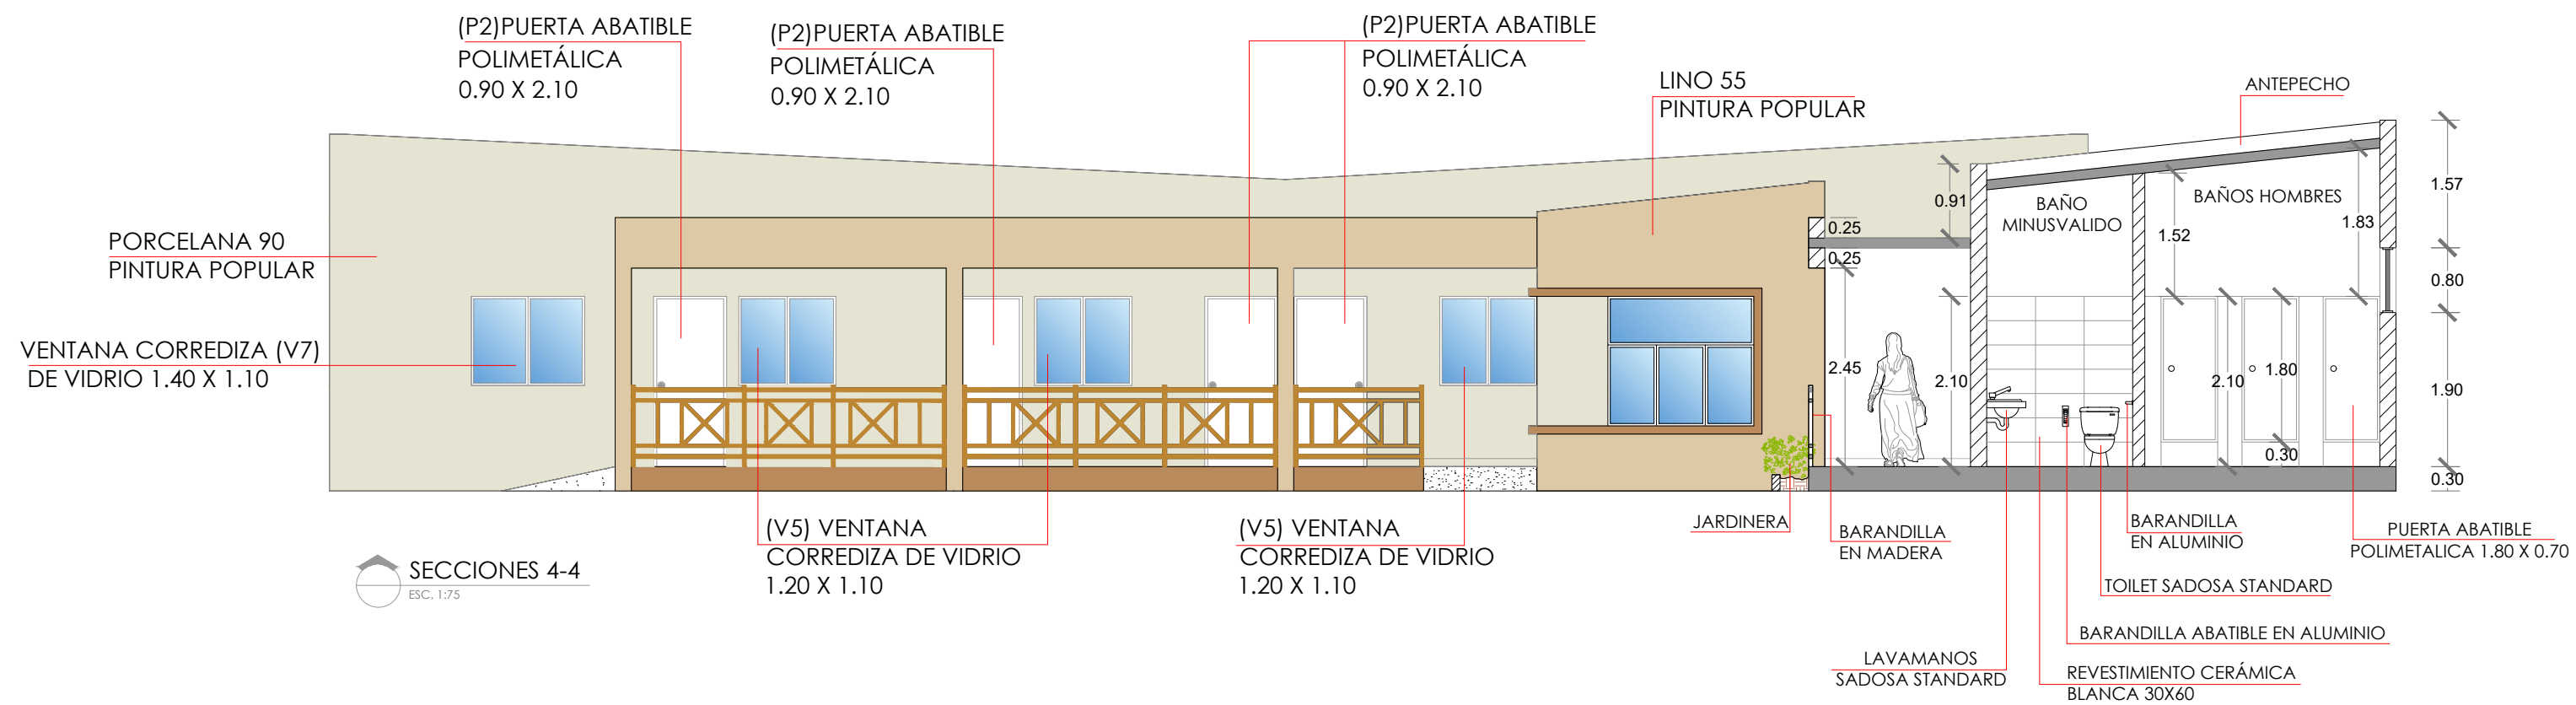 (P2)PUERTA ABATIBLE
POLIMETÁLICA
0.90 X 2.10
(P2)PUERTA ABATIBLE
POLIMETÁLICA
0.90 X 2.10
(P2)PUERTA ABATIBLE
POLIMETÁLICA
0.90 X 2.10
LINO 55
PINTURA POPULAR
ANTEPECHO
PORCELANA 90
PINTURA POPULAR
VENTANA CORREDIZA (V7)
DE VIDRIO 1.40 X 1.10
0.91
0.25
0.25
2.45
2.10
BAÑO
MINUSVALIDO
BAÑOS HOMBRES
1.52
1.83
2.10
1.80
0.30
1.57
0.80
1.90
0.30
(V5) VENTANA
CORREDIZA DE VIDRIO
1.20 X 1.10
(V5) VENTANA
CORREDIZA DE VIDRIO
1.20 X 1.10
JARDINERA
BARANDILLA
EN MADERA
BARANDILLA
EN ALUMINIO
PUERTA ABATIBLE
POLIMETALICA 1.80 X 0.70
TOILET SADOSA STANDARD
BARANDILLA ABATIBLE EN ALUMINIO
LAVAMANOS
SADOSA STANDARD
REVESTIMIENTO CERÁMICA
BLANCA 30X60
SECCIONES 4-4
ESC. 1:75